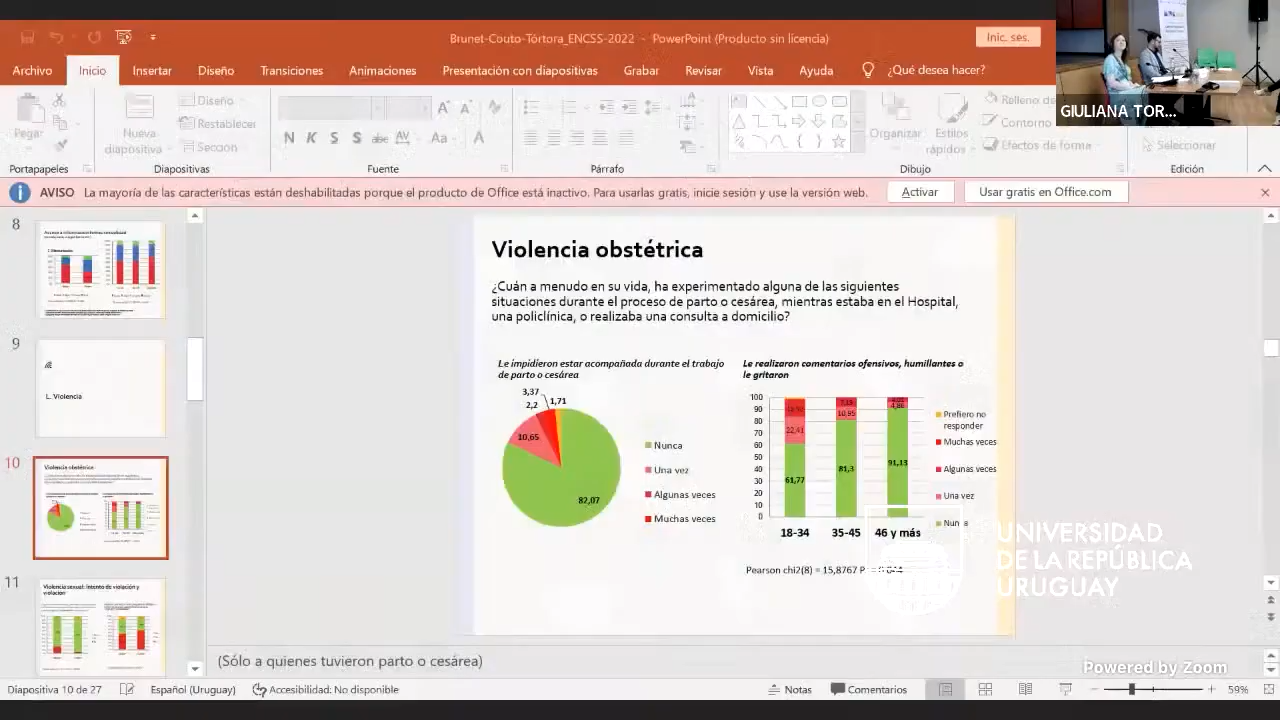 Brunet-Couto-Tórtora_ENCSS-2022 - PowerPoint (Producto sin licencia)
Inic. ses.
Archivo Inicio Insertar Diseño Transiciones Animaciones Presentación con diapositivas Grabar Revisar Vista Ayuda ¿Qué desea hacer?
GIULIANA TOR...
Pegar
Nueva diapositiva
Diseño
Restablecer
Sección
N K S S abc AV Aa A
Organizar
Estilos rápidos
Relleno de
Contorno
Efectos de forma
Seleccionar
Portapapeles Diapositivas Fuente Párrafo Dibujo Edición
AVISO La mayoría de las características están deshabilitadas porque el producto de Office está inactivo. Para usarlas gratis, inicie sesión y use la versión web.
Activar
Usar gratis en Office.com
8
9
L. Violencia
10
Violencia obstétrica
11
Violencia sexual: Intento de violación y violación
Violencia obstétrica
¿Cuán a menudo en su vida, ha experimentado alguna de las siguientes
situaciones durante el proceso de parto o cesárea, mientras estaba en el Hospital,
una policlínica, o realizaba una consulta a domicilio?
Le impidieron estar acompañada durante el trabajo
de parto o cesárea
3,37
2,2
1,71
10,65
82,07
Nunca
Una vez
Algunas veces
Muchas veces
Le realizaron comentarios ofensivos, humillantes o
le gritaron
100
90
80
70
60
50
40
30
20
10
0
22,41
61,77
7,19
10,95
81,3
4,86
91,13
18-34 35-45 46 y más
Prefiero no
responder
Muchas veces
Algunas veces
Una vez
Pearson chi2(8) = 15,8767
UNIVERSIDAD
DE LA REPÚBLICA
URUGUAY
(Sólo a quienes tuvieron parto o cesárea)
Powered by Zoom
Diapositiva 10 de 27 Español (Uruguay) Accesibilidad: No disponible Notas Comentarios 59%